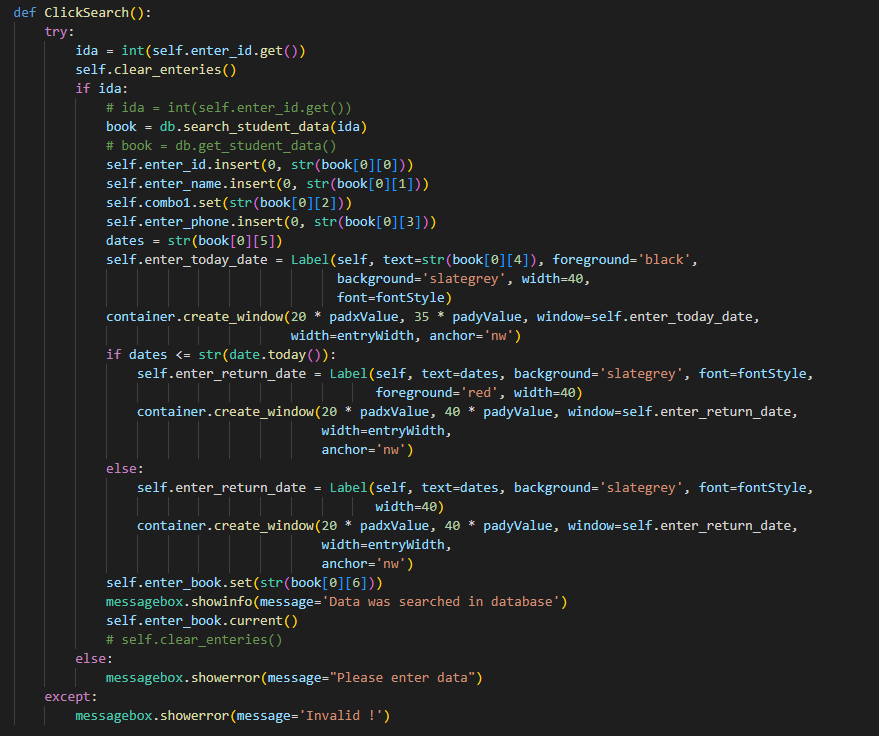 def ClickSearch():
    try:
        ida = int(self.enter_id.get())
        self.clear_enteries()
        if ida:
            # ida = int(self.enter_id.get())
            book = db.search_student_data(ida)
            # book = db.get_student_data()
            self.enter_id.insert(0, str(book[0][0]))
            self.enter_name.insert(0, str(book[0][1]))
            self.combo1.set(str(book[0][2]))
            self.enter_phone.insert(0, str(book[0][3]))
            dates = str(book[0][5])
            self.enter_today_date = Label(self, text=str(book[0][4]), foreground='black',
                                          background='slategrey', width=40,
                                          font=fontStyle)
            container.create_window(20 * padxValue, 35 * padyValue, window=self.enter_today_date,
                                    width=entryWidth, anchor='nw')
            if dates <= str(date.today()):
                self.enter_return_date = Label(self, text=dates, background='slategrey', font=fontStyle,
                                               foreground='red', width=40)
                container.create_window(20 * padxValue, 40 * padyValue, window=self.enter_return_date,
                                        width=entryWidth,
                                        anchor='nw')
            else:
                self.enter_return_date = Label(self, text=dates, background='slategrey', font=fontStyle,
                                               width=40)
                container.create_window(20 * padxValue, 40 * padyValue, window=self.enter_return_date,
                                        width=entryWidth,
                                        anchor='nw')
            self.enter_book.set(str(book[0][6]))
            messagebox.showinfo(message='Data was searched in database')
            self.enter_book.current()
            # self.clear_enteries()
        else:
            messagebox.showerror(message="Please enter data")
    except:
        messagebox.showerror(message='Invalid !')